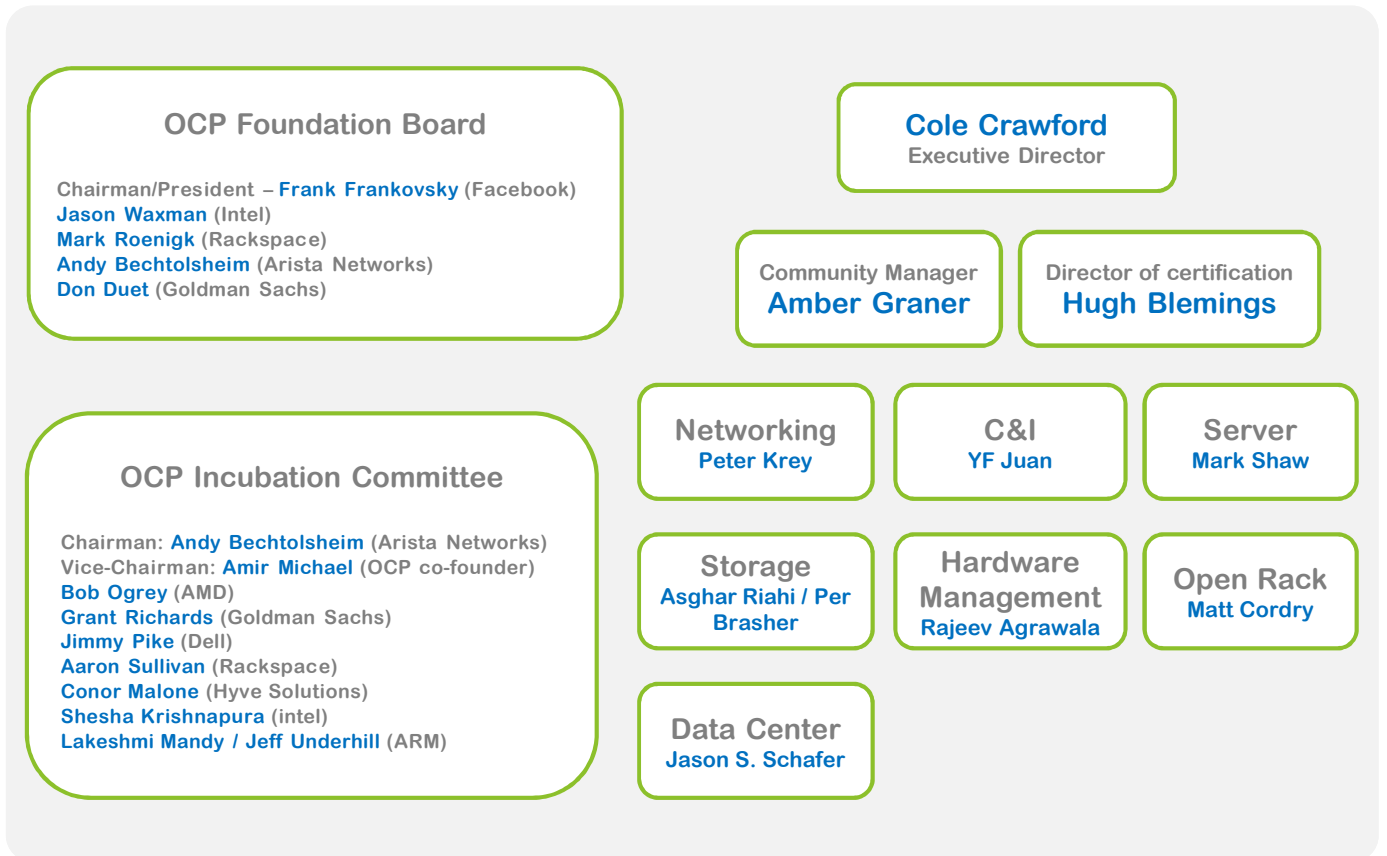 OCP Foundation Board
Chairman/President – Frank Frankovsky (Facebook)
Jason Waxman (Intel)
Mark Roenigk (Rackspace)
Andy Bechtolsheim (Arista Networks)
Don Duet (Goldman Sachs)
OCP Incubation Committee
Chairman: Andy Bechtolsheim (Arista Networks)
Vice-Chairman: Amir Michael (OCP co-founder)
Bob Ogrey (AMD)
Grant Richards (Goldman Sachs)
Jimmy Pike (Dell)
Aaron Sullivan (Rackspace)
Conor Malone (Hyve Solutions)
Shesha Krishnapura (intel)
Lakeshmi Mandy / Jeff Underhill (ARM)
Cole Crawford
Executive Director
Community Manager
Amber Graner
Director of certification
Hugh Blemings
Networking
Peter Krey
C&I
YF Juan
Server
Mark Shaw
Storage
Asghar Riahi / Per
Brasher
Hardware
Management
Rajeev Agrawala
Open Rack
Matt Cordry
Data Center
Jason S. Schafer